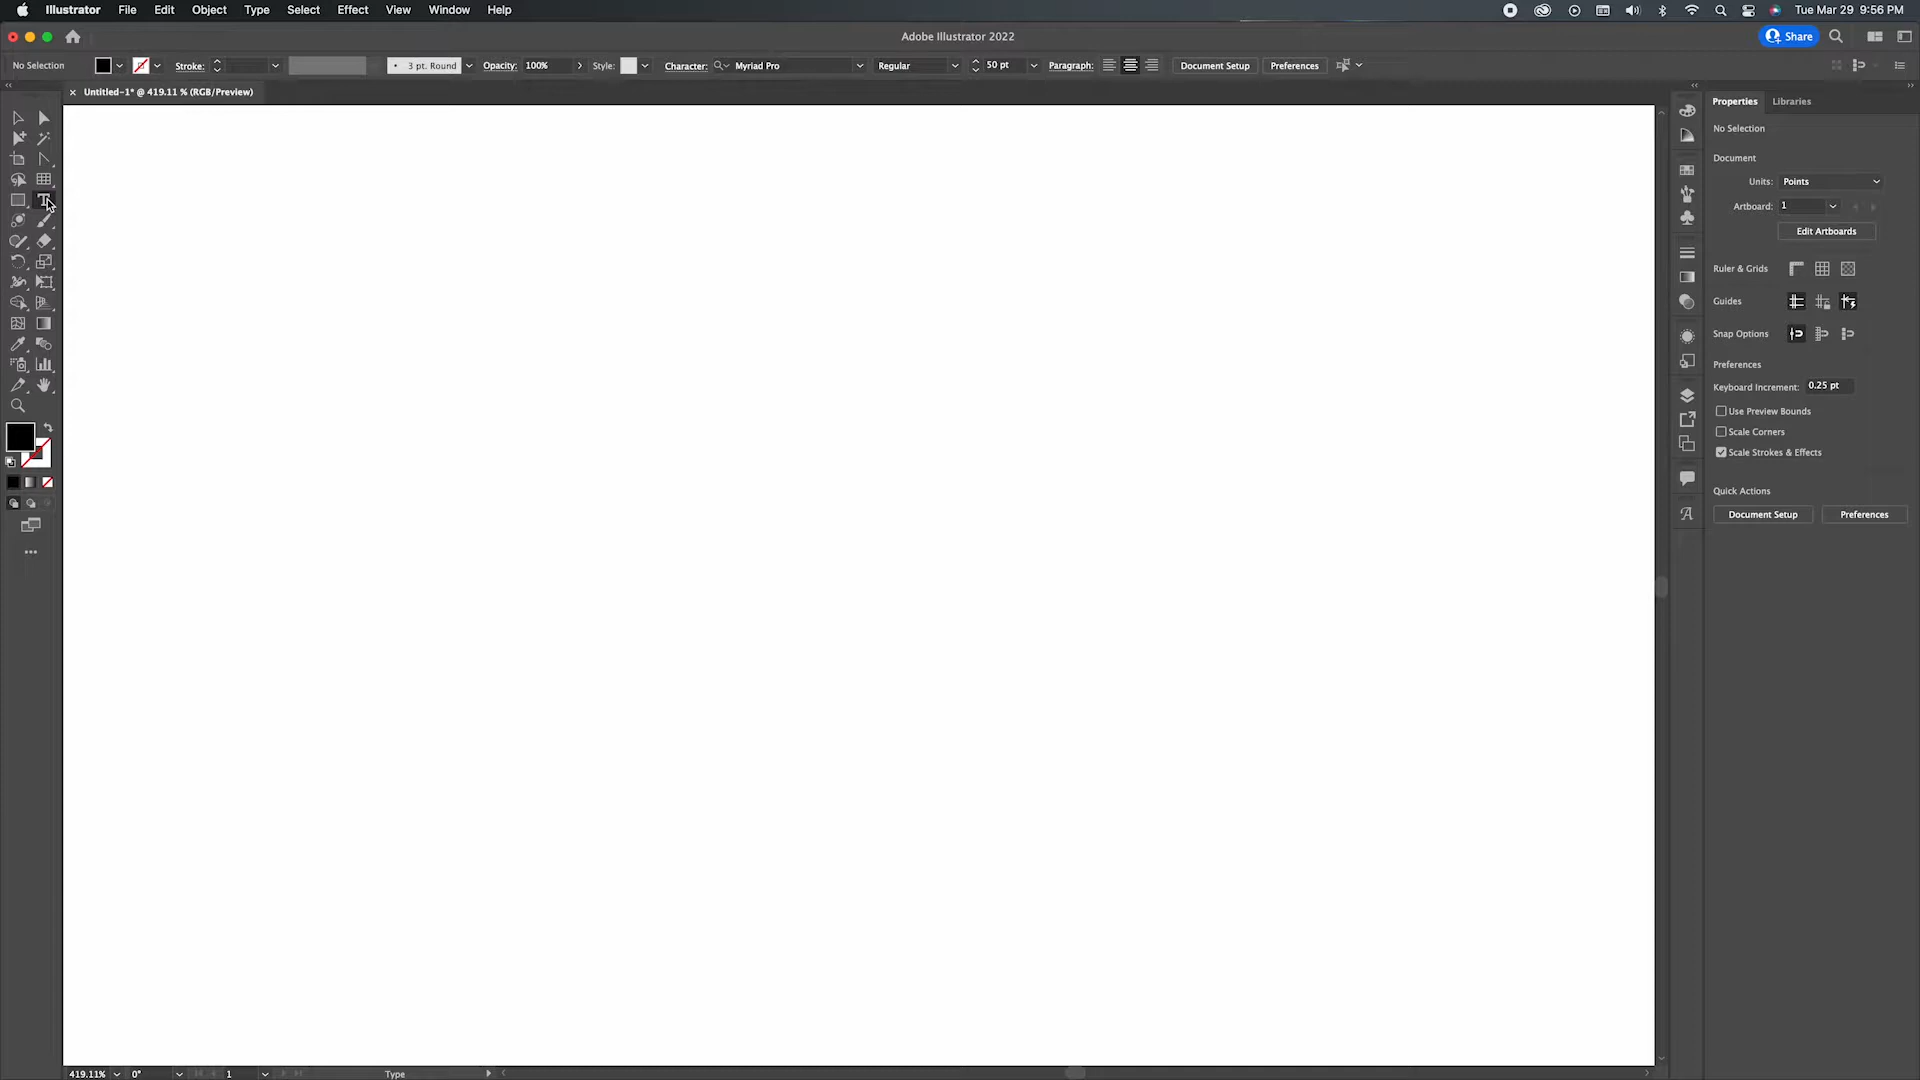 Illustrator File Edit Object Type Select Effect View Window Help Tue Mar 29 9:56 PM
Adobe Illustrator 2022 Share
No Selection Stroke: 3 pt. Round Opacity: 100% Style: Character: Myriad Pro Regular 50 pt Paragraph: Document Setup Preferences
Untitled-1* @ 419.11 % (RGB/Preview)
Properties Libraries
No Selection
Document
Units: Points
Artboard: 1
Edit Artboards
Ruler & Grids
Guides
Snap Options
Preferences
Keyboard Increment: 0.25 pt
Use Preview Bounds
Scale Corners
Scale Strokes & Effects
Quick Actions
Document Setup Preferences
419.11% 0° 1 Type